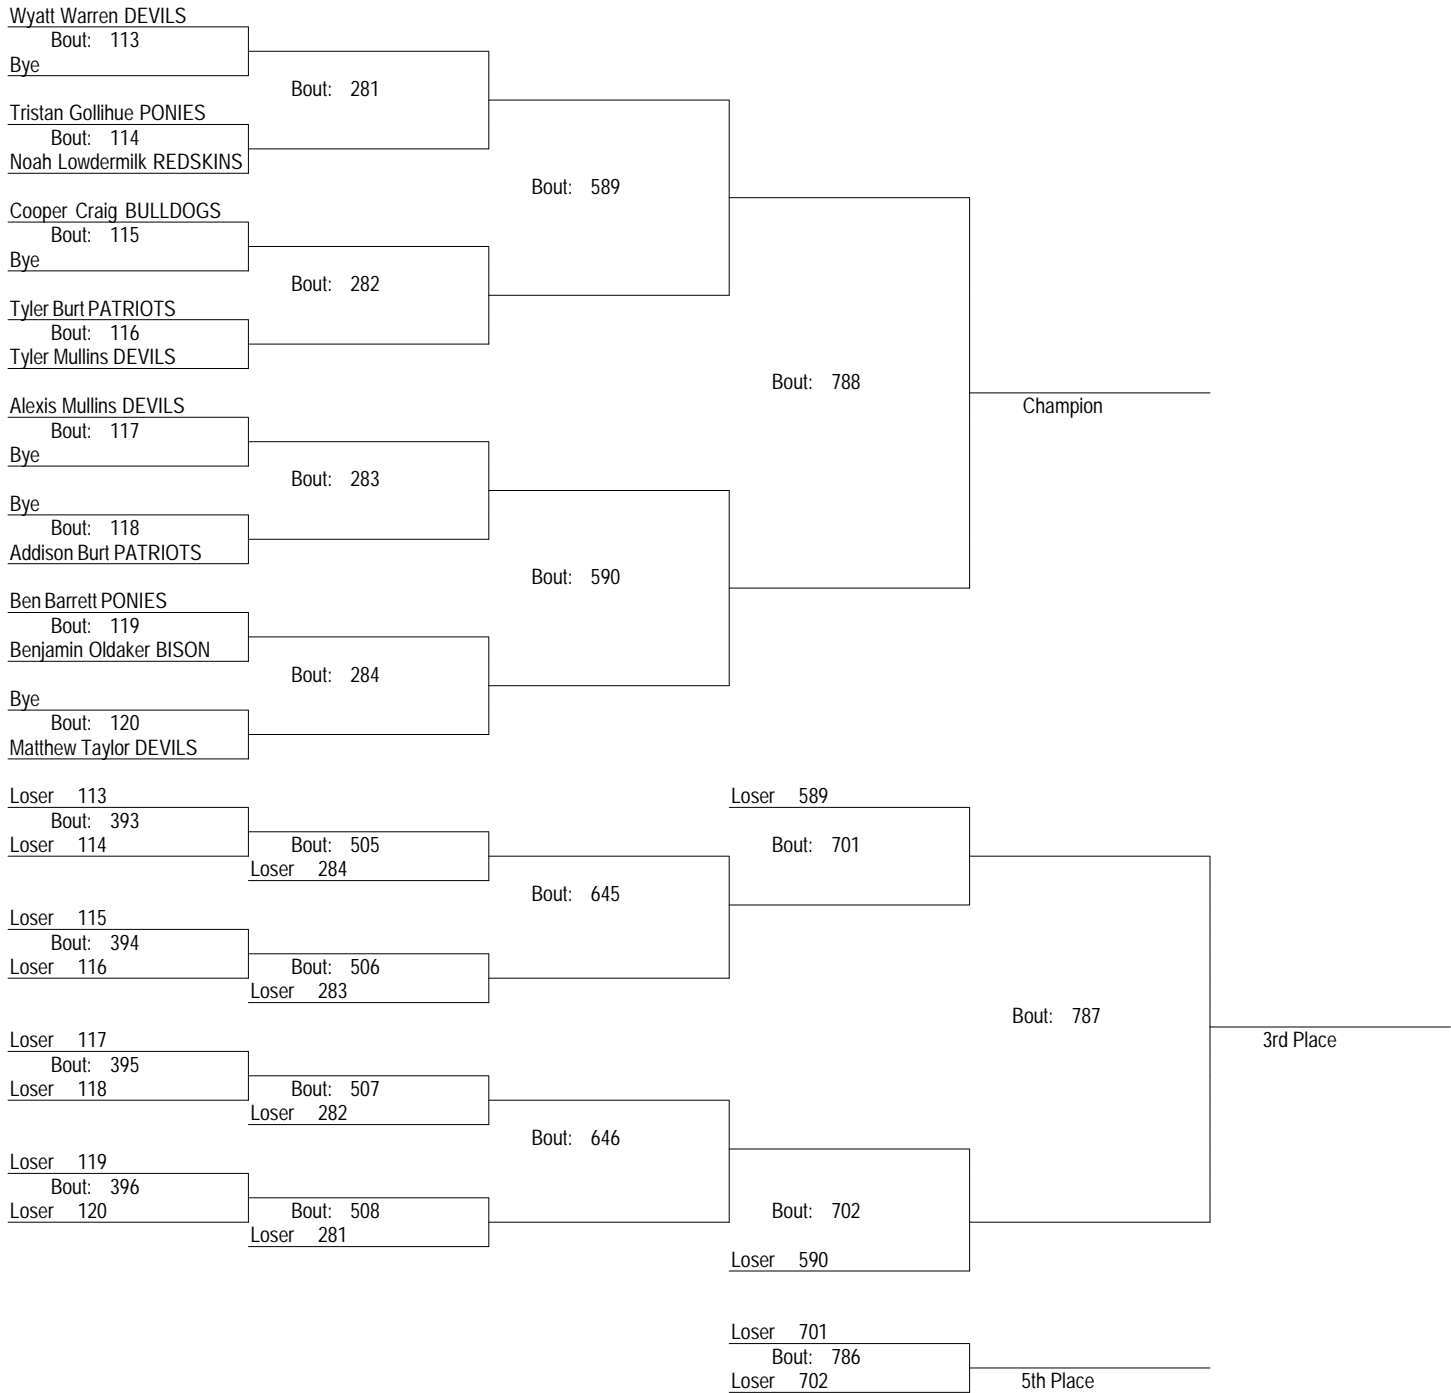 Wyatt Warren DEVILS
Bout: 113
Bye
Bout: 281
Tristan Gollihue PONIES
Bout: 114
Noah Lowdermilk REDSKINS
Bout: 589
Cooper Craig BULLDOGS
Bout: 115
Bye
Bout: 282
Tyler Burt PATRIOTS
Bout: 116
Tyler Mullins DEVILS
Bout: 788
Champion
Alexis Mullins DEVILS
Bout: 117
Bye
Bout: 283
Bye
Bout: 118
Addison Burt PATRIOTS
Bout: 590
Ben Barrett PONIES
Bout: 119
Benjamin Oldaker BISON
Bout: 284
Bye
Bout: 120
Matthew Taylor DEVILS
Loser 113
Bout: 393
Loser 114
Bout: 505
Loser 284
Loser 589
Bout: 701
Bout: 645
Loser 115
Bout: 394
Loser 116
Bout: 506
Loser 283
Bout: 787
3rd Place
Loser 117
Bout: 395
Loser 118
Bout: 507
Loser 282
Bout: 646
Loser 119
Bout: 396
Loser 120
Bout: 508
Loser 281
Bout: 702
Loser 590
Loser 701
Bout: 786
Loser 702
5th Place